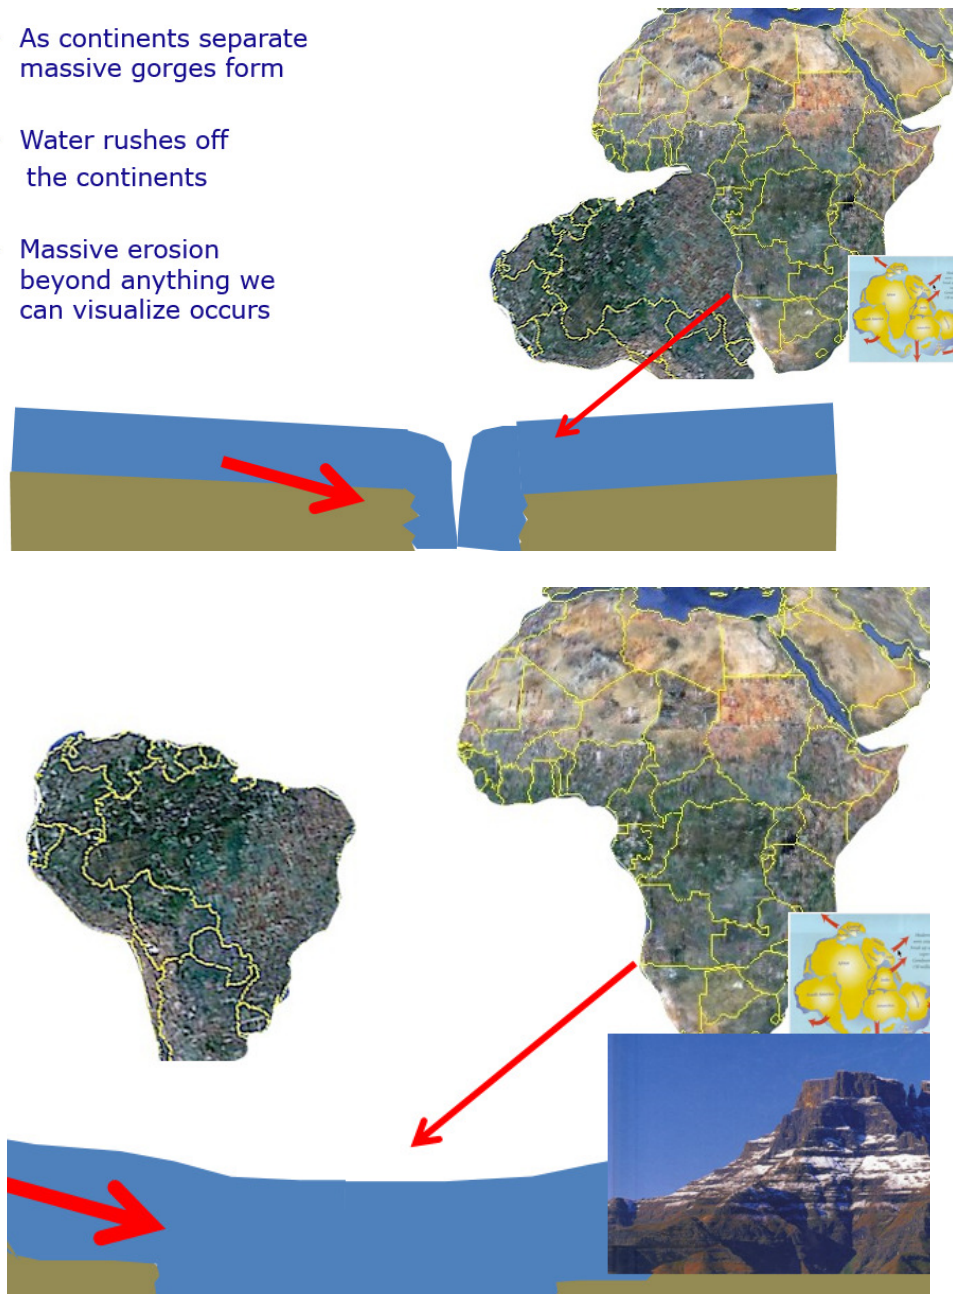 As continents separate
massive gorges form
Water rushes off
the continents
Massive erosion
beyond anything we
can visualize occurs